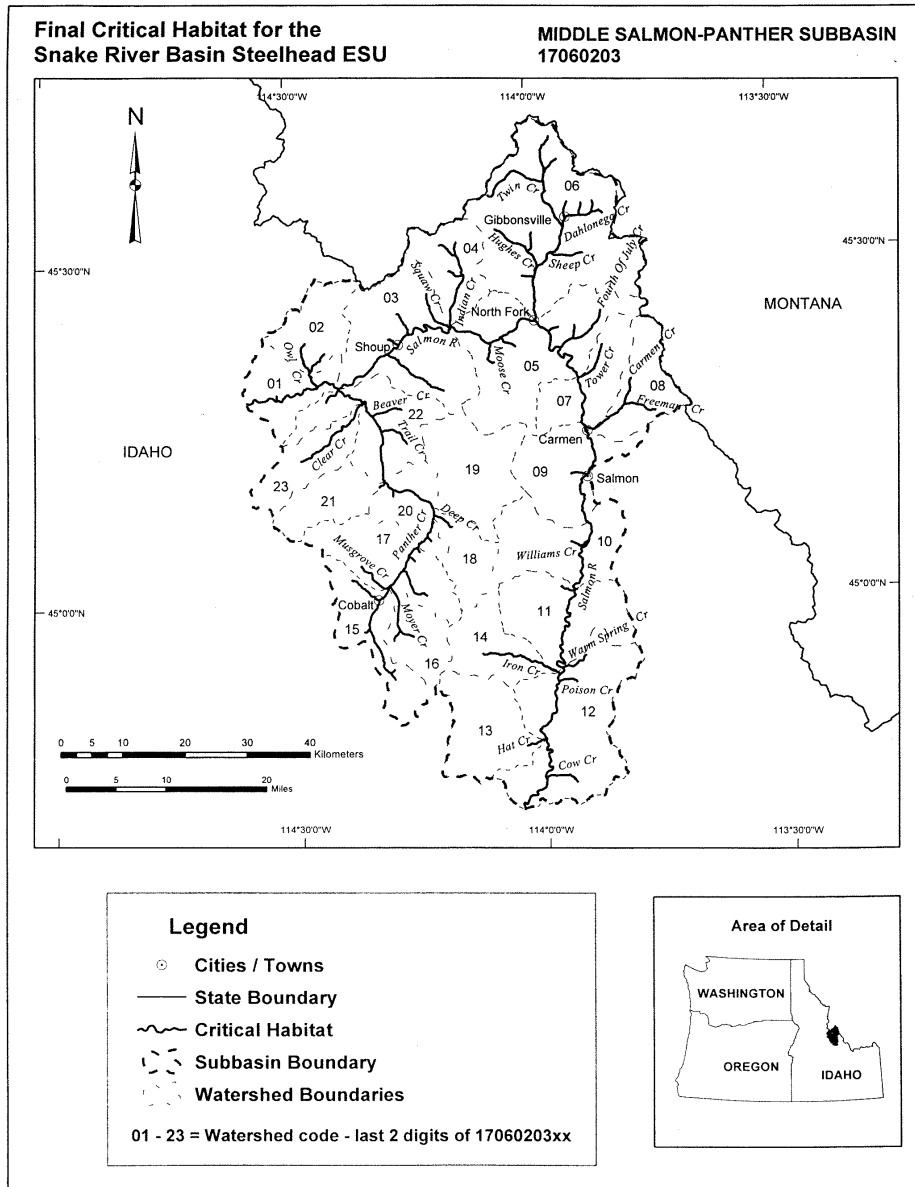 Final Critical Habitat for the
Snake River Basin Steelhead ESU
MIDDLE SALMON-PANTHER SUBBASIN
17060203
114°30'0"W
114°0'0"W
113°30'0"W
N
06
Twin Cr
Gibbonsville
Dahlonega Cr
45°30'0"N
45°30'0"N
04
Hughes Cr
Sheep Cr
Fourth Of July Cr
Squaw Cr
Indian Cr
03
North Fork
MONTANA
02
Shoup
Salmon R
Moose Cr
05
Owl Cr
Tower Cr
Carmen Cr
01
07
08
Freeman Cr
Beaver Cr
22
Trail Cr
Carmen
IDAHO
Clear Cr
19
09
Salmon
23
21
20
Deep Cr
10
17
Panther Cr
18
Williams Cr
Musgrove Cr
Salmon R
45°0'0"N
45°0'0"N
Cobalt
11
15
Moyer Cr
14
Warm Spring Cr
16
Iron Cr
Poison Cr
13
12
Hat Cr
Cow Cr
0 5 10 20 30 40
Kilometers
0 5 10 20
Miles
114°30'0"W
114°0'0"W
113°30'0"W
Legend
Cities / Towns
State Boundary
Critical Habitat
Subbasin Boundary
Watershed Boundaries
01 - 23 = Watershed code - last 2 digits of 17060203xx
Area of Detail
WASHINGTON
OREGON
IDAHO